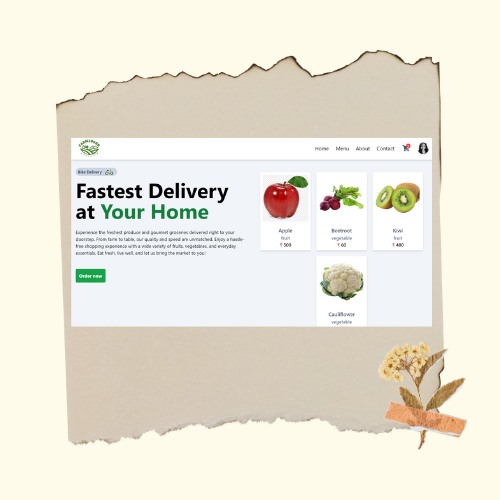 Home Menu About Contact
Bike Delivery
Fastest Delivery
at Your Home
Experience the freshest produce and gourmet groceries delivered right to your
doorstep. From farm to table, our quality and speed are unmatched. Enjoy a hassle-
free shopping experience with a wide variety of fruits, vegetables, and everyday
essentials. Eat fresh, live well, and let us bring the market to you!
Order now
Apple
fruit
₹ 500
Beetroot
vegetable
₹ 60
Kiwi
fruit
₹ 400
Cauliflower
vegetable